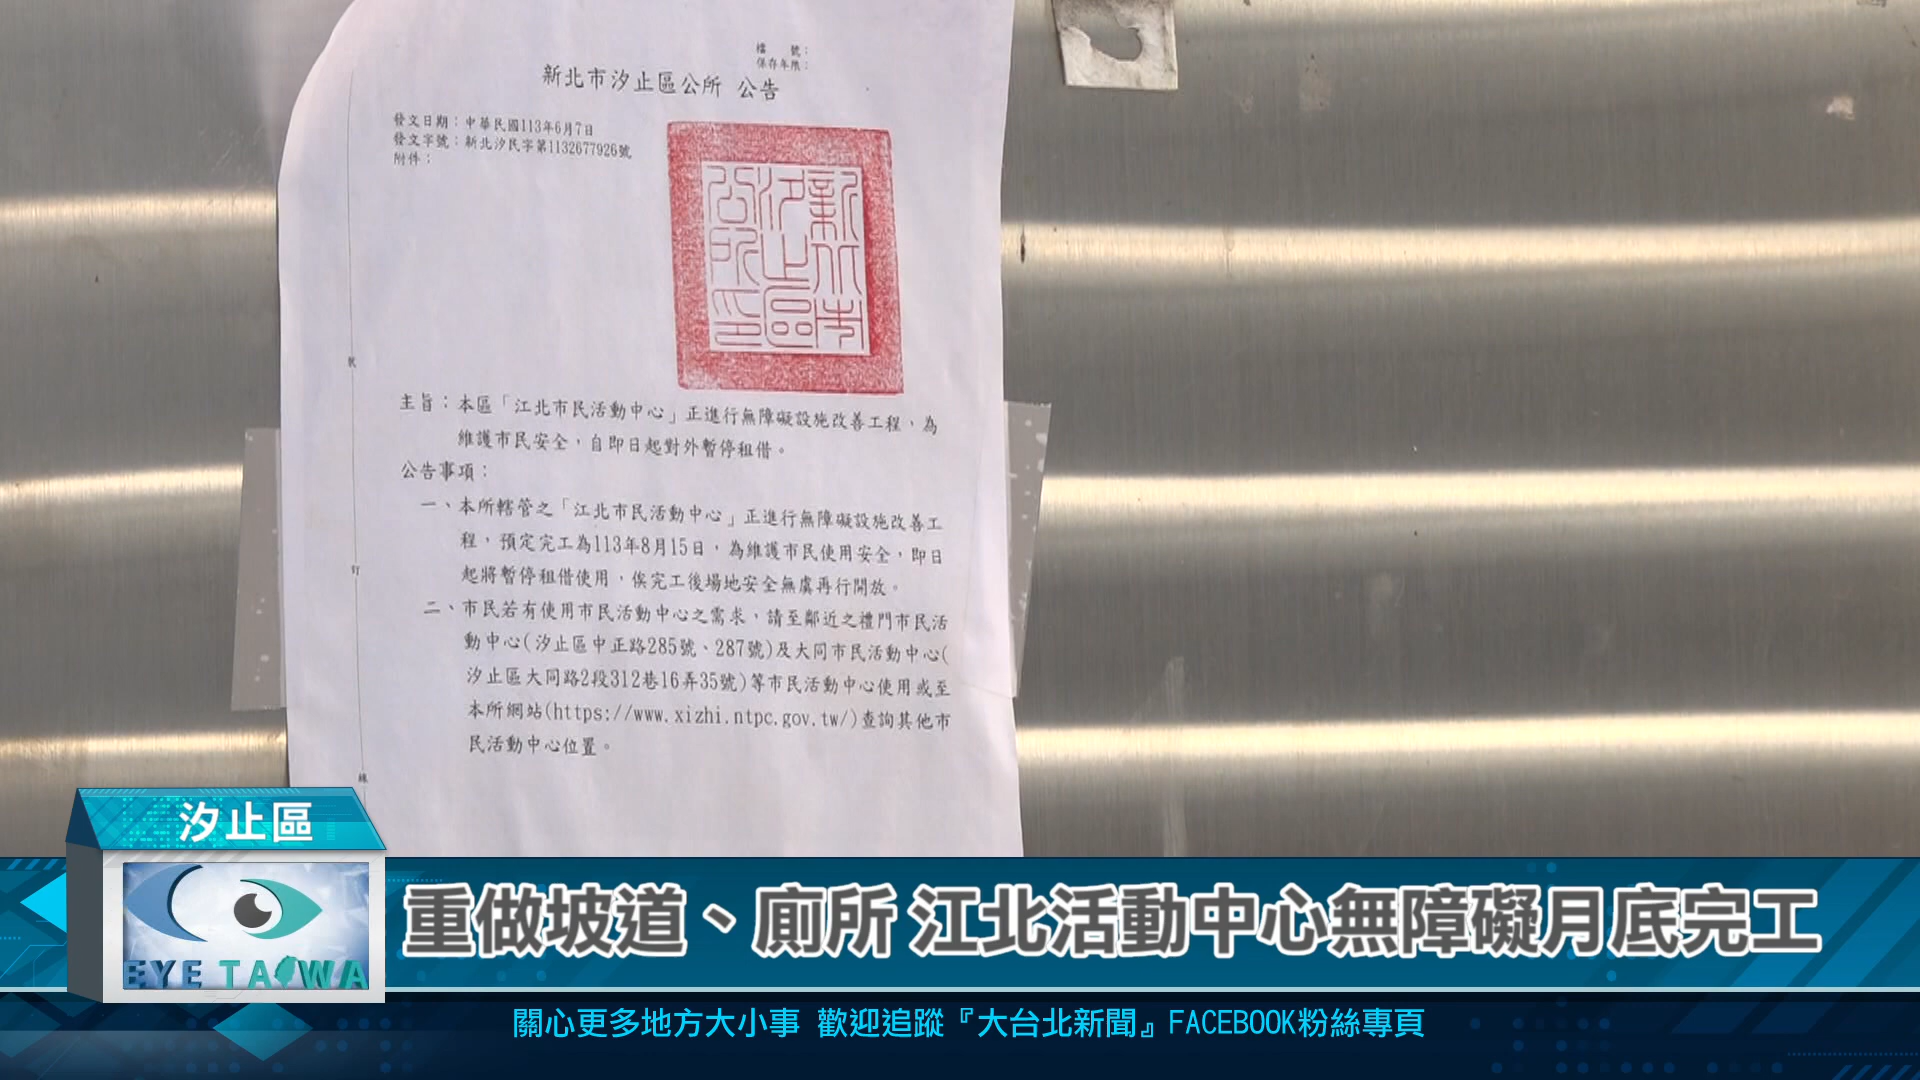 檔　　號：
保存年限：
新北市汐止區公所 公告
發文日期：中華民國113年6月7日
發文字號：新北汐民字第1132677926號
附件：
新北市
汐止區
公所印
主旨：本區「江北市民活動中心」正進行無障礙設施改善工程，為
維護市民安全，自即日起對外暫停租借。
公告事項：
一、本所轄管之「江北市民活動中心」正進行無障礙設施改善工
程，預定完工為113年8月15日，為維護市民使用安全，即日
起將暫停租借使用，俟完工後場地安全無虞再行開放。
二、市民若有使用市民活動中心之需求，請至鄰近之禮門市民活
動中心(汐止區中正路285號、287號)及大同市民活動中心(
汐止區大同路2段312巷16弄35號)等市民活動中心使用或至
本所網站(https://www.xizhi.ntpc.gov.tw/)查詢其他市
民活動中心位置。
訂
線
汐止區
EYE TAIWA
重做坡道、廁所 江北活動中心無障礙月底完工
關心更多地方大小事 歡迎追蹤『大台北新聞』FACEBOOK粉絲專頁